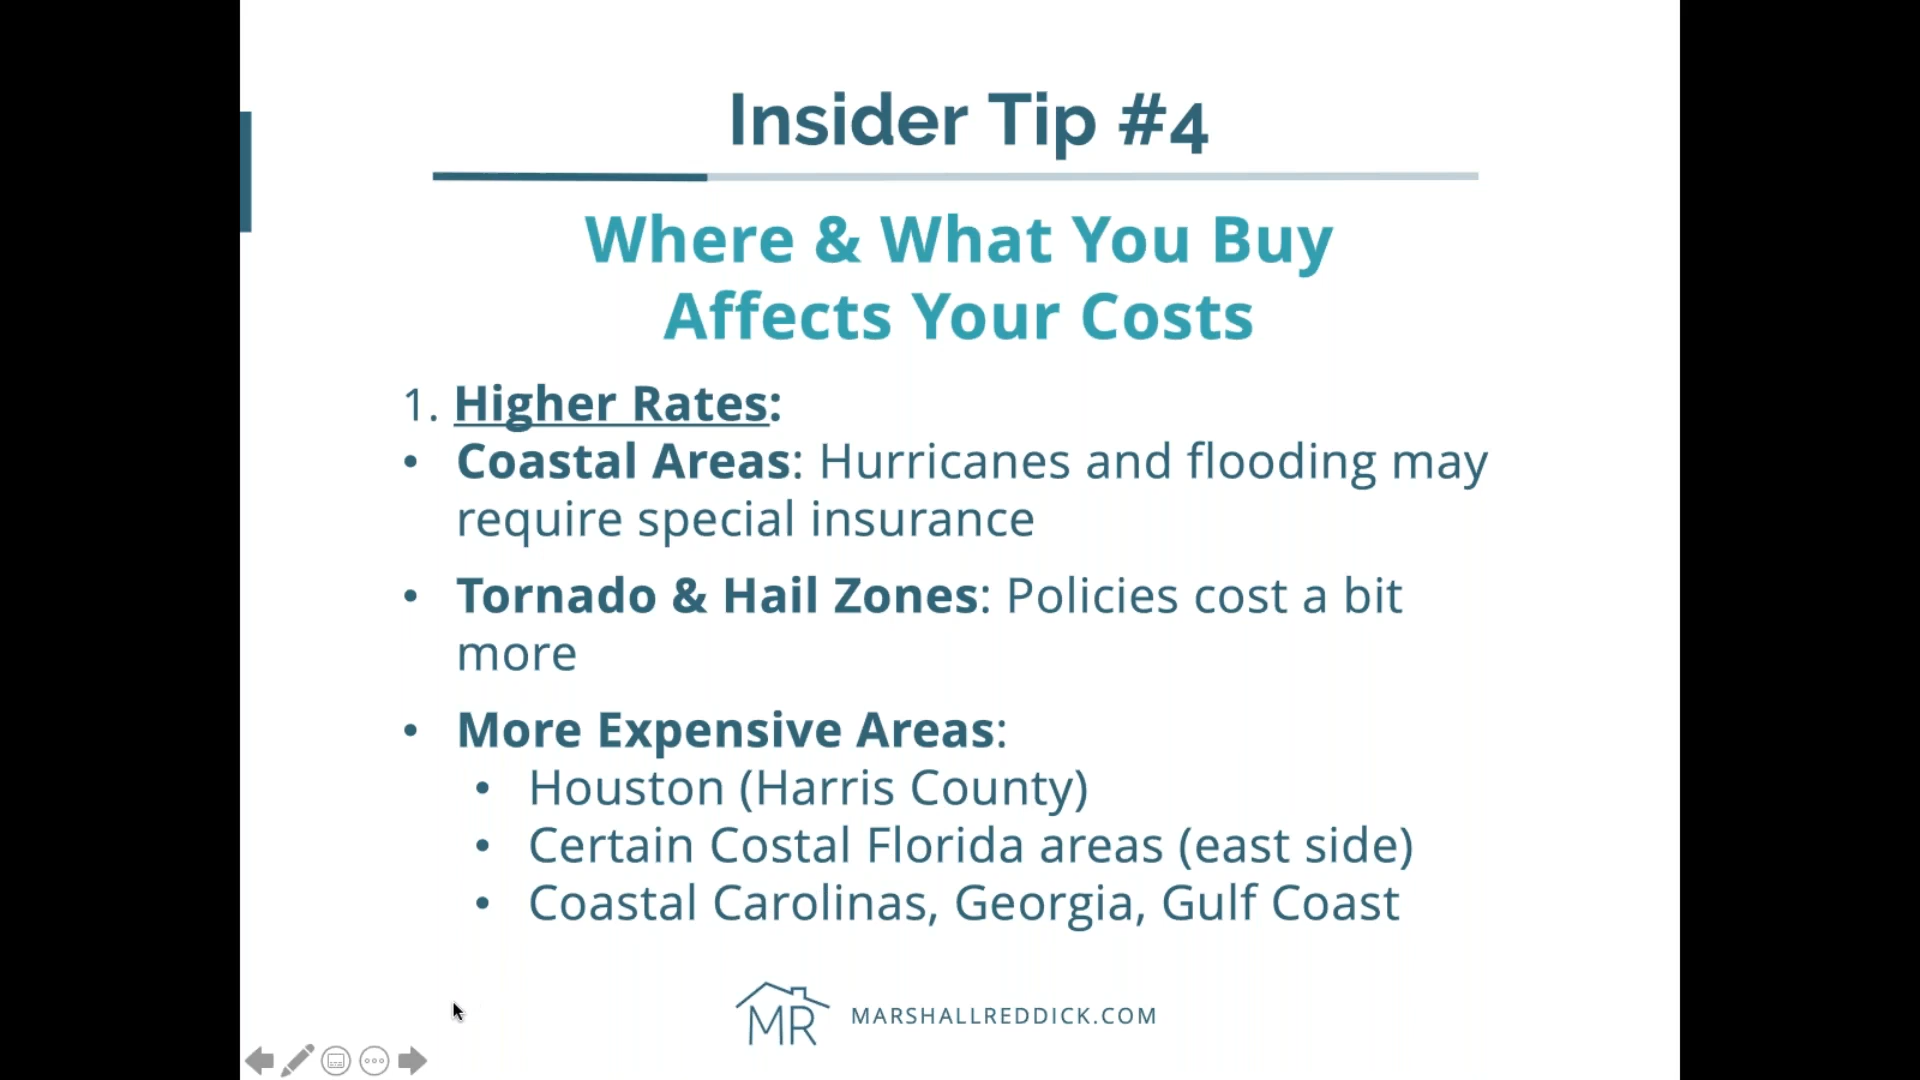 Insider Tip #4
Where & What You Buy
Affects Your Costs
1. Higher Rates:
• Coastal Areas: Hurricanes and flooding may
require special insurance
• Tornado & Hail Zones: Policies cost a bit
more
• More Expensive Areas:
• Houston (Harris County)
• Certain Costal Florida areas (east side)
• Coastal Carolinas, Georgia, Gulf Coast
MR MARSHALLREDDICK.COM